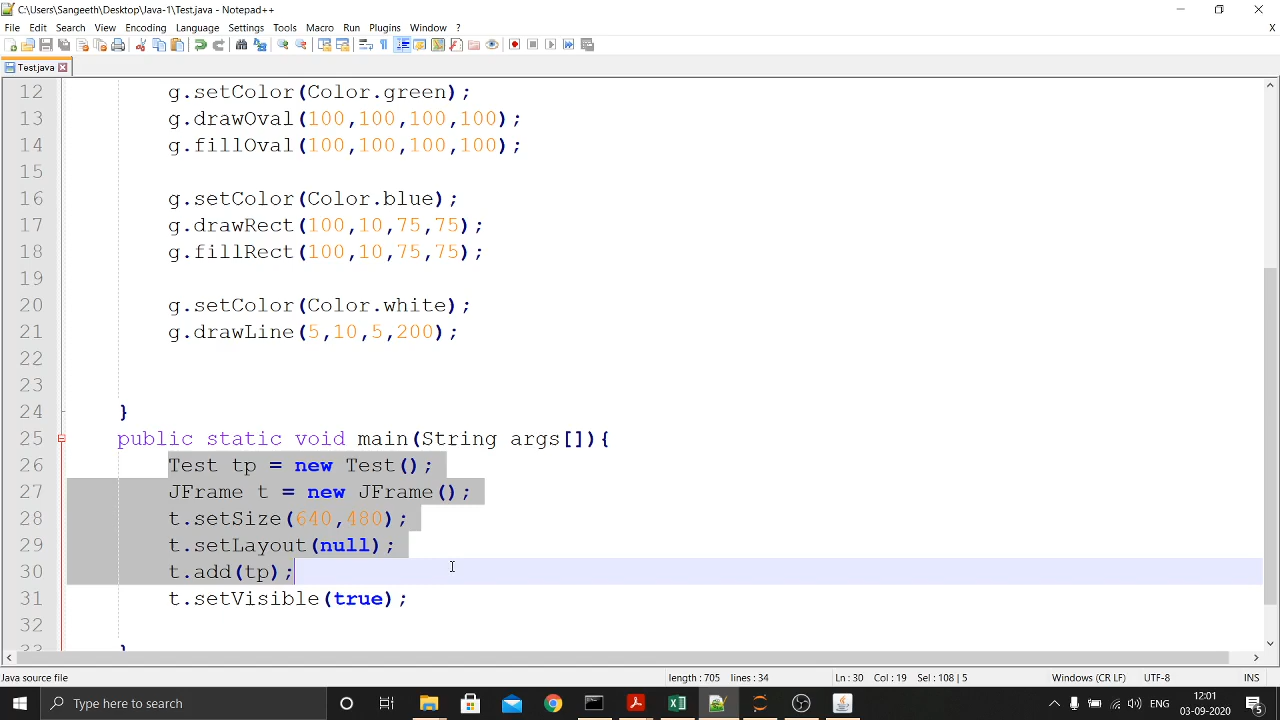 C:\Users\Sangeeth\Desktop\Java-1\Test.java - Notepad++
File Edit Search View Encoding Language Settings Tools Macro Run Plugins Window ? X
Test.java
12 g.setColor(Color.green);
13 g.drawOval(100,100,100,100);
14 g.fillOval(100,100,100,100);
15
16 g.setColor(Color.blue);
17 g.drawRect(100,10,75,75);
18 g.fillRect(100,10,75,75);
19
20 g.setColor(Color.white);
21 g.drawLine(5,10,5,200);
22
23
24 }
25 public static void main(String args[]){
26 Test tp = new Test();
27 JFrame t = new JFrame();
28 t.setSize(640,480);
29 t.setLayout(null);
30 t.add(tp);
31 t.setVisible(true);
32
33 }
Java source file length : 705 lines : 34 Ln : 30 Col : 19 Sel : 108 | 5 Windows (CR LF) UTF-8 INS
Type here to search
12:01
03-09-2020
5